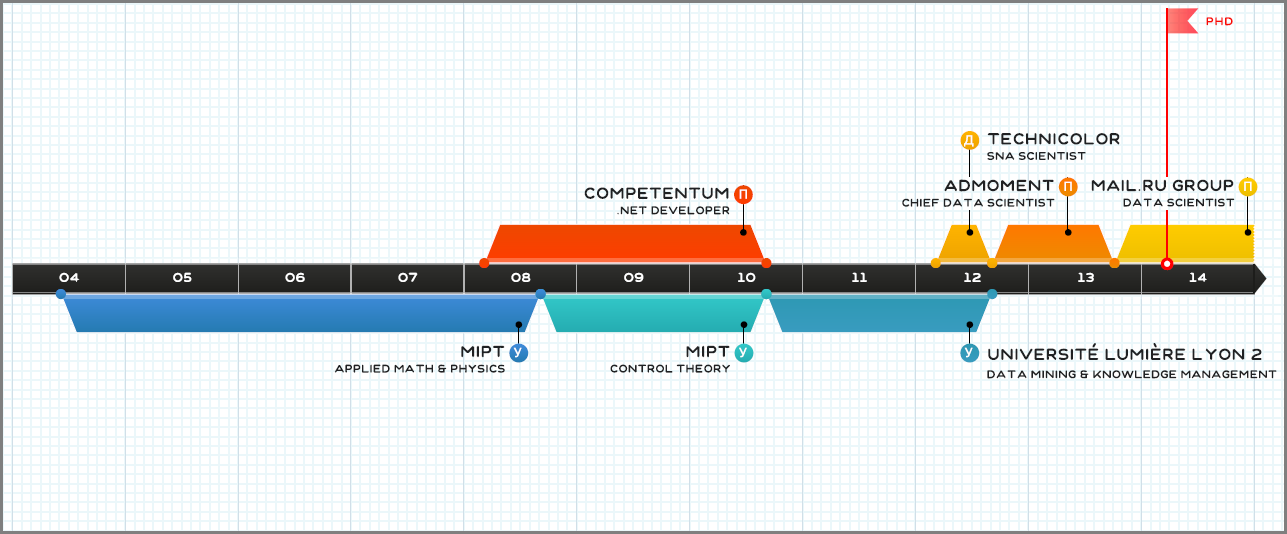 PHD
Д TECHNICOLOR
SNA SCIENTIST
COMPETENTUM П
.NET DEVELOPER
ADMOMENT П
CHIEF DATA SCIENTIST
MAIL.RU GROUP П
DATA SCIENTIST
04 05 06 07 08 09 10 11 12 13 14
MIPT У
APPLIED MATH & PHYSICS
MIPT У
CONTROL THEORY
У UNIVERSITÉ LUMIÈRE LYON 2
DATA MINING & KNOWLEDGE MANAGEMENT